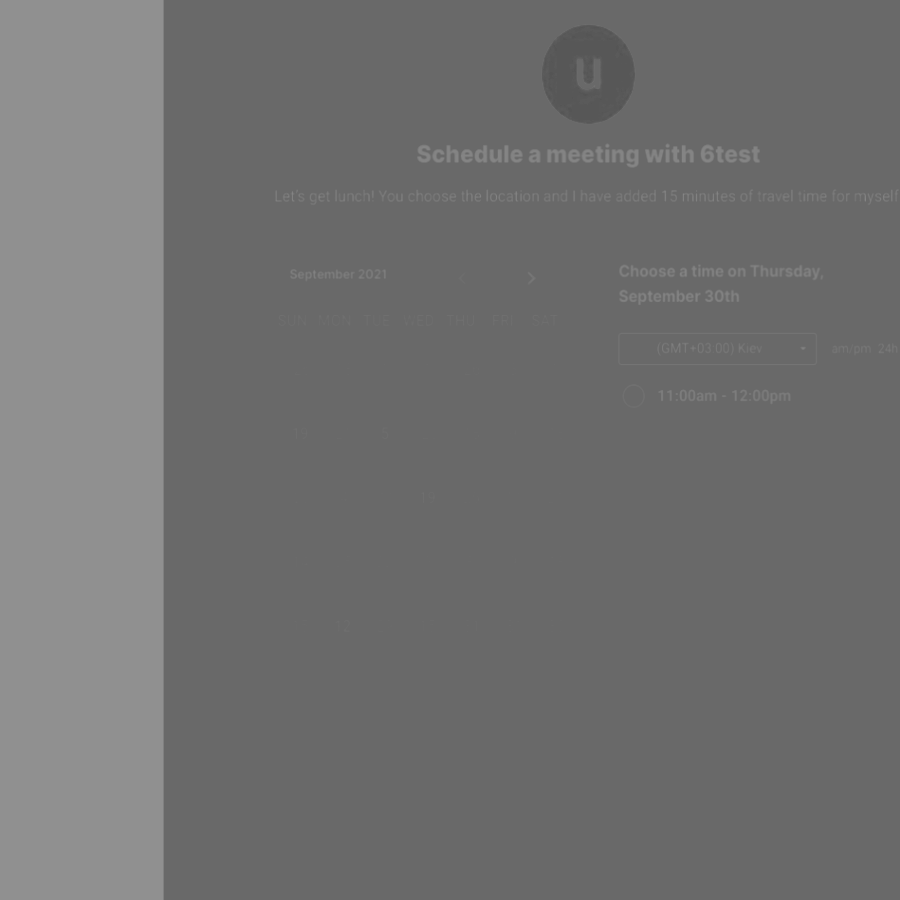 u
Schedule a meeting with 6test
Let's get lunch! You choose the location and I have added 15 minutes of travel time for myself
September 2021
Choose a time on Thursday,
September 30th
SUN MON TUE WED THU FRI SAT
(GMT+03:00) Kiev
am/pm 24h
11:00am - 12:00pm